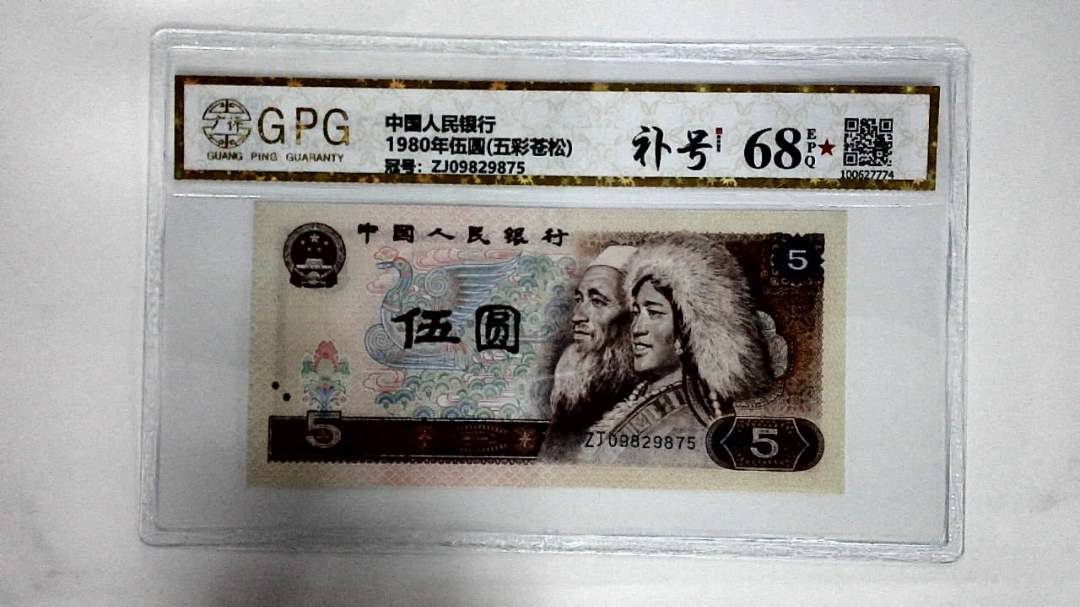 广评
GPG
GUANG PING GUARANTY
中国人民银行
1980年伍圆(五彩苍松)
冠号：ZJ09829875
补号
68
EPQ
100627774
中国人民银行
5
伍圆
5
ZJ09829875
5